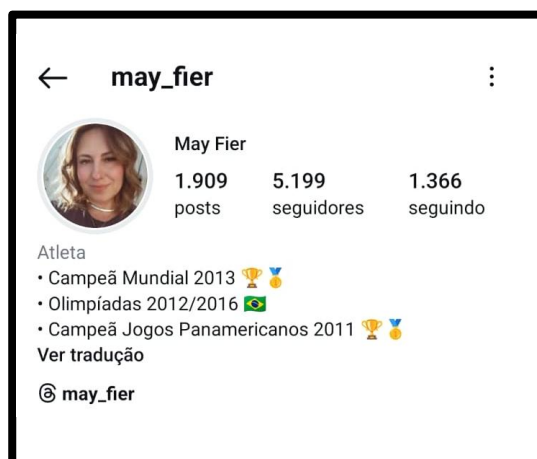 may_fier
May Fier
1.909 5.199 1.366
posts seguidores seguindo
Atleta
• Campeã Mundial 2013 🏆🥇
• Olimpíadas 2012/2016 🇧🇷
• Campeã Jogos Panamericanos 2011 🏆🥇
Ver tradução
may_fier